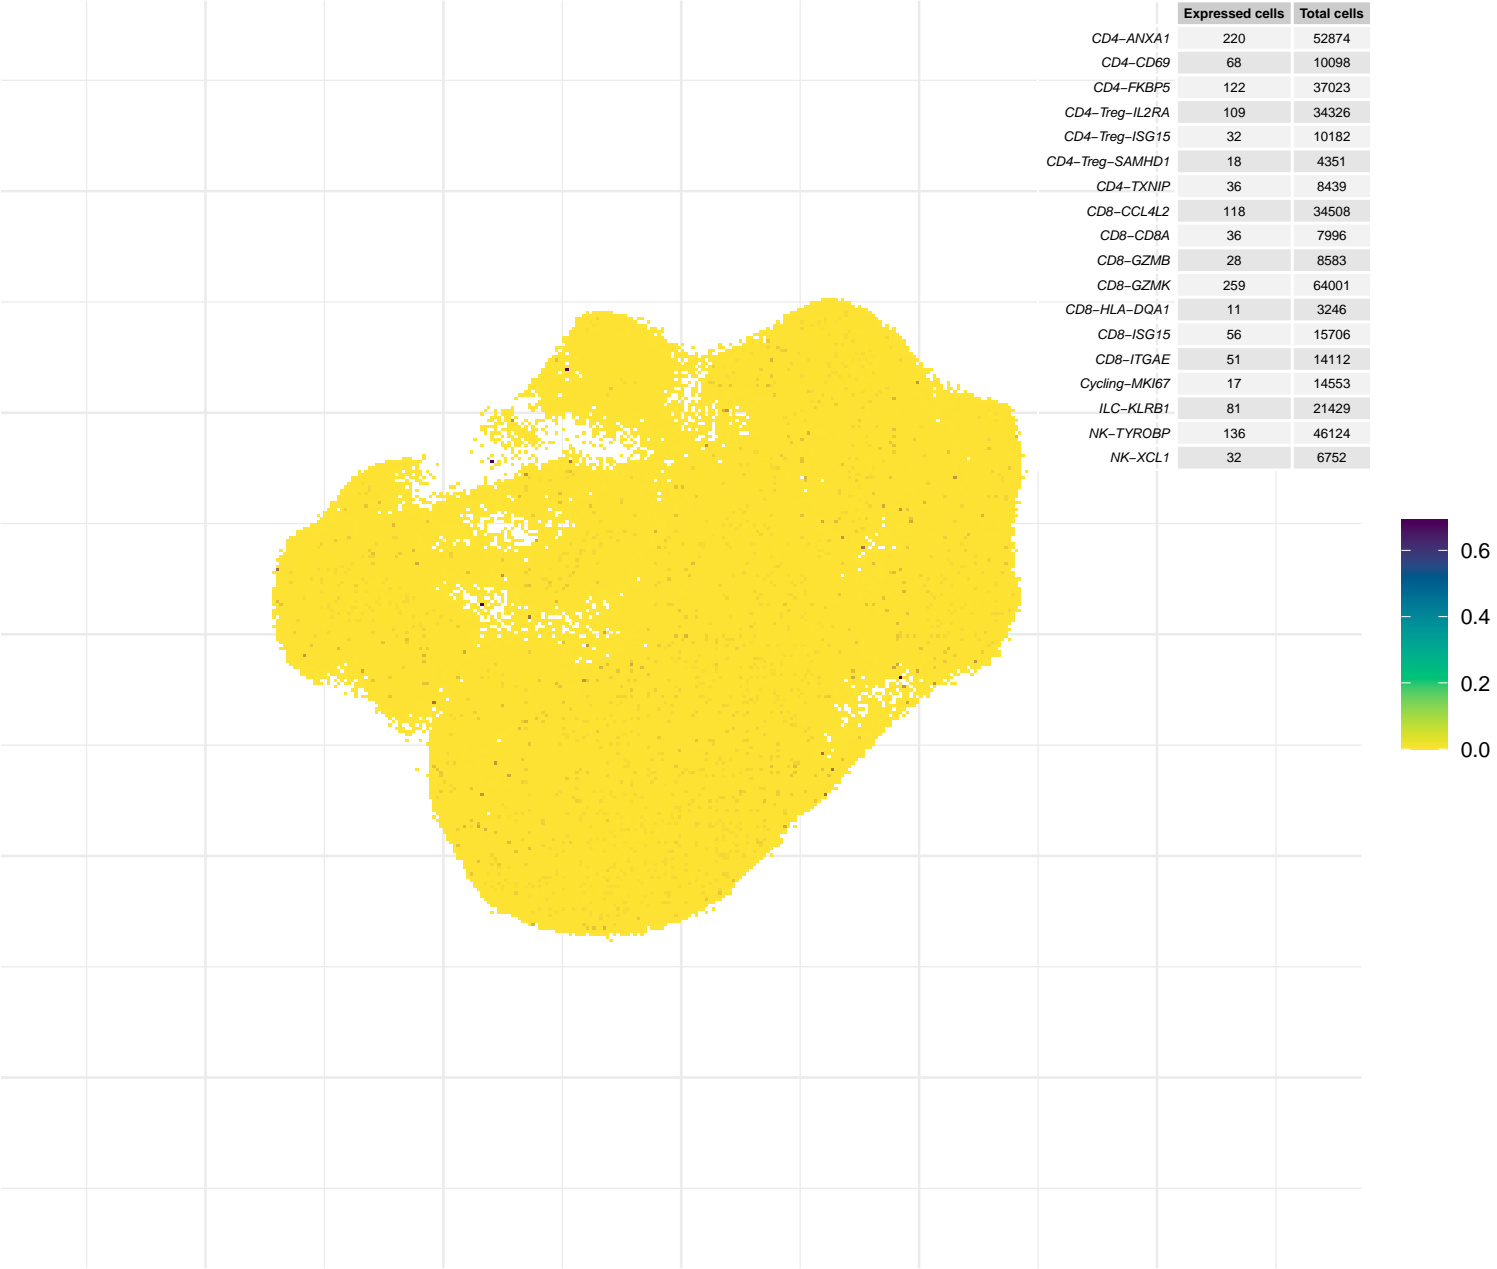 Expressed cells Total cells
CD4−ANXA1 220 52874
CD4−CD69 68 10098
CD4−FKBP5 122 37023
CD4−Treg−IL2RA 109 34326
CD4−Treg−ISG15 32 10182
CD4−Treg−SAMHD1 18 4351
CD4−TXNIP 36 8439
CD8−CCL4L2 118 34508
CD8−CD8A 36 7996
CD8−GZMB 28 8583
CD8−GZMK 259 64001
CD8−HLA−DQA1 11 3246
CD8−ISG15 56 15706
CD8−ITGAE 51 14112
Cycling−MKI67 17 14553
ILC−KLRB1 81 21429
NK−TYROBP 136 46124
NK−XCL1 32 6752
0.6
0.4
0.2
0.0